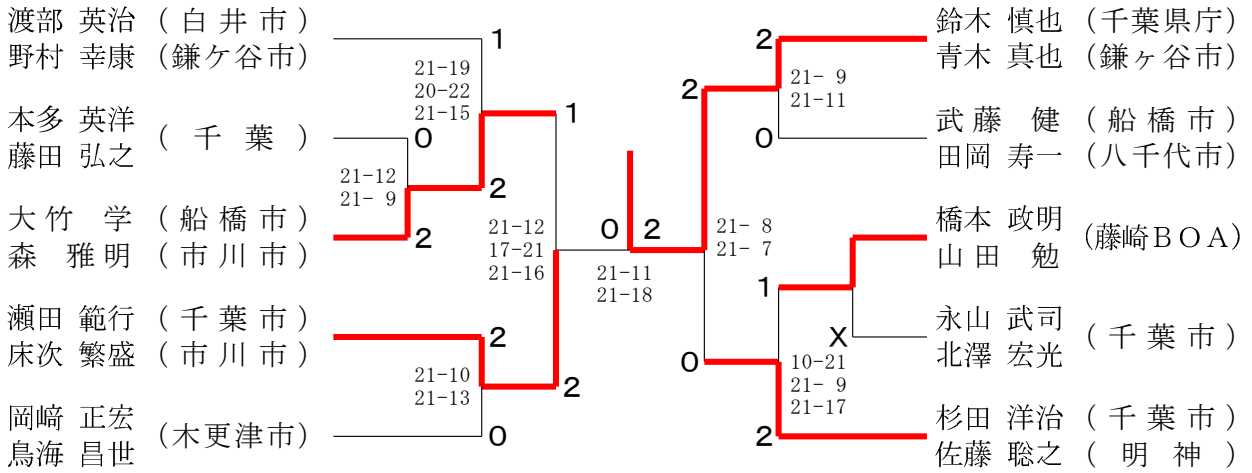 渡部 英治 (白井市)
野村 幸康 (鎌ケ谷市)
本多 英洋
藤田 弘之
(千葉)
大竹 学 (船橋市)
森 雅明 (市川市)
瀬田 範行 (千葉市)
床次 繁盛 (市川市)
岡﨑 正宏
鳥海 昌世
(木更津市)
1
21-19
20-22
21-15
0
21-12
21- 9
2
2
1
21-12
17-21
21-16
2
21-10
21-13
2
0
0 2
21-11
21-18
2
21- 8
21- 7
0
2
21- 9
21-11
0
1
X
10-21
21- 9
21-17
2
鈴木 慎也 (千葉県庁)
青木 真也 (鎌ヶ谷市)
武藤 健 (船橋市)
田岡 寿一 (八千代市)
橋本 政明
山田 勉
(藤崎BOA)
永山 武司
北澤 宏光
(千葉市)
杉田 洋治 (千葉市)
佐藤 聡之 (明神)